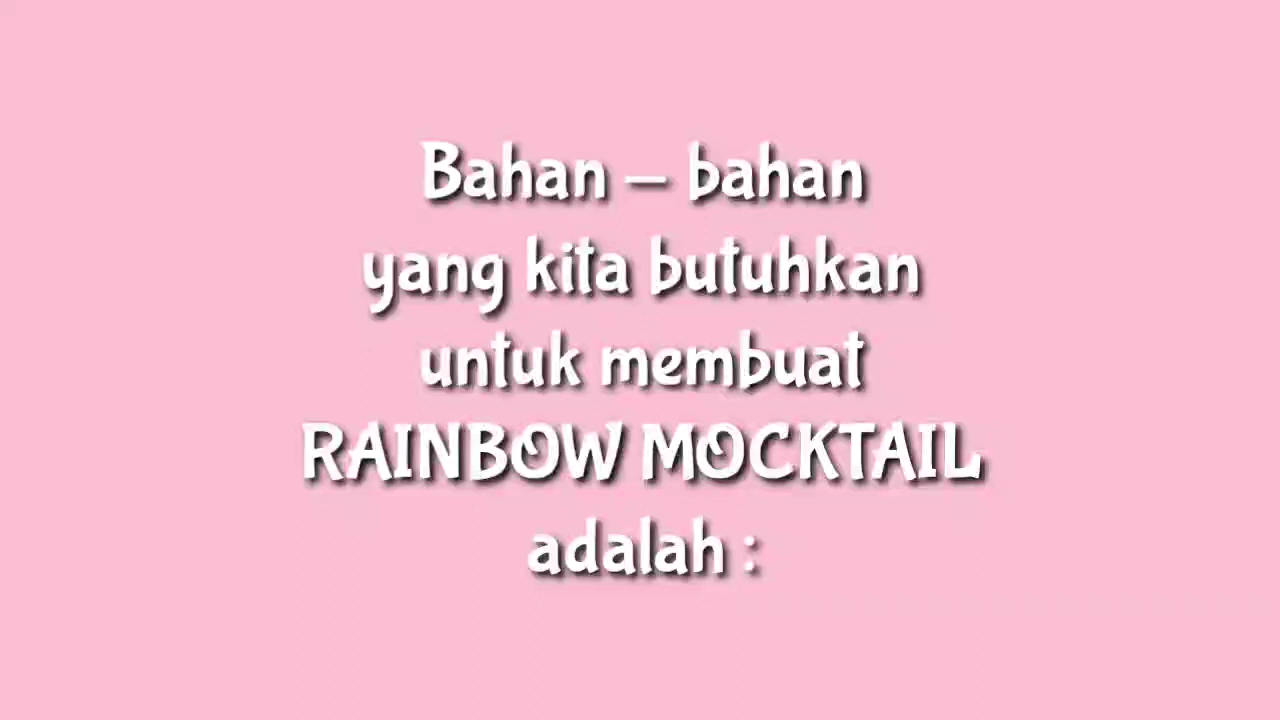 Bahan – bahan
yang kita butuhkan
untuk membuat
RAINBOW MOCKTAIL
adalah :